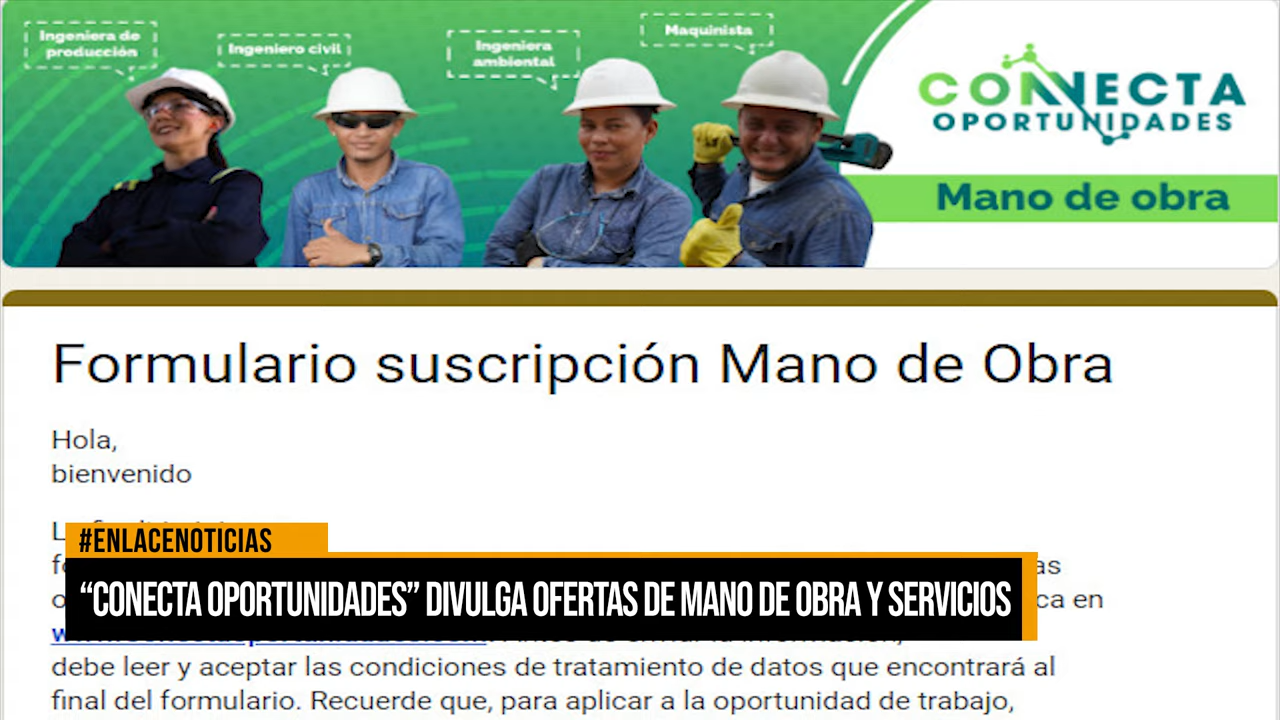 Ingeniera de
producción
Ingeniero civil
Ingeniera
ambiental
Maquinista
CONNECTA
OPORTUNIDADES
Mano de obra
Formulario suscripción Mano de Obra
Hola,
bienvenido
#ENLACENOTICIAS
“CONECTA OPORTUNIDADES” DIVULGA OFERTAS DE MANO DE OBRA Y SERVICIOS
debe leer y aceptar las condiciones de tratamiento de datos que encontrará al
final del formulario. Recuerde que, para aplicar a la oportunidad de trabajo,